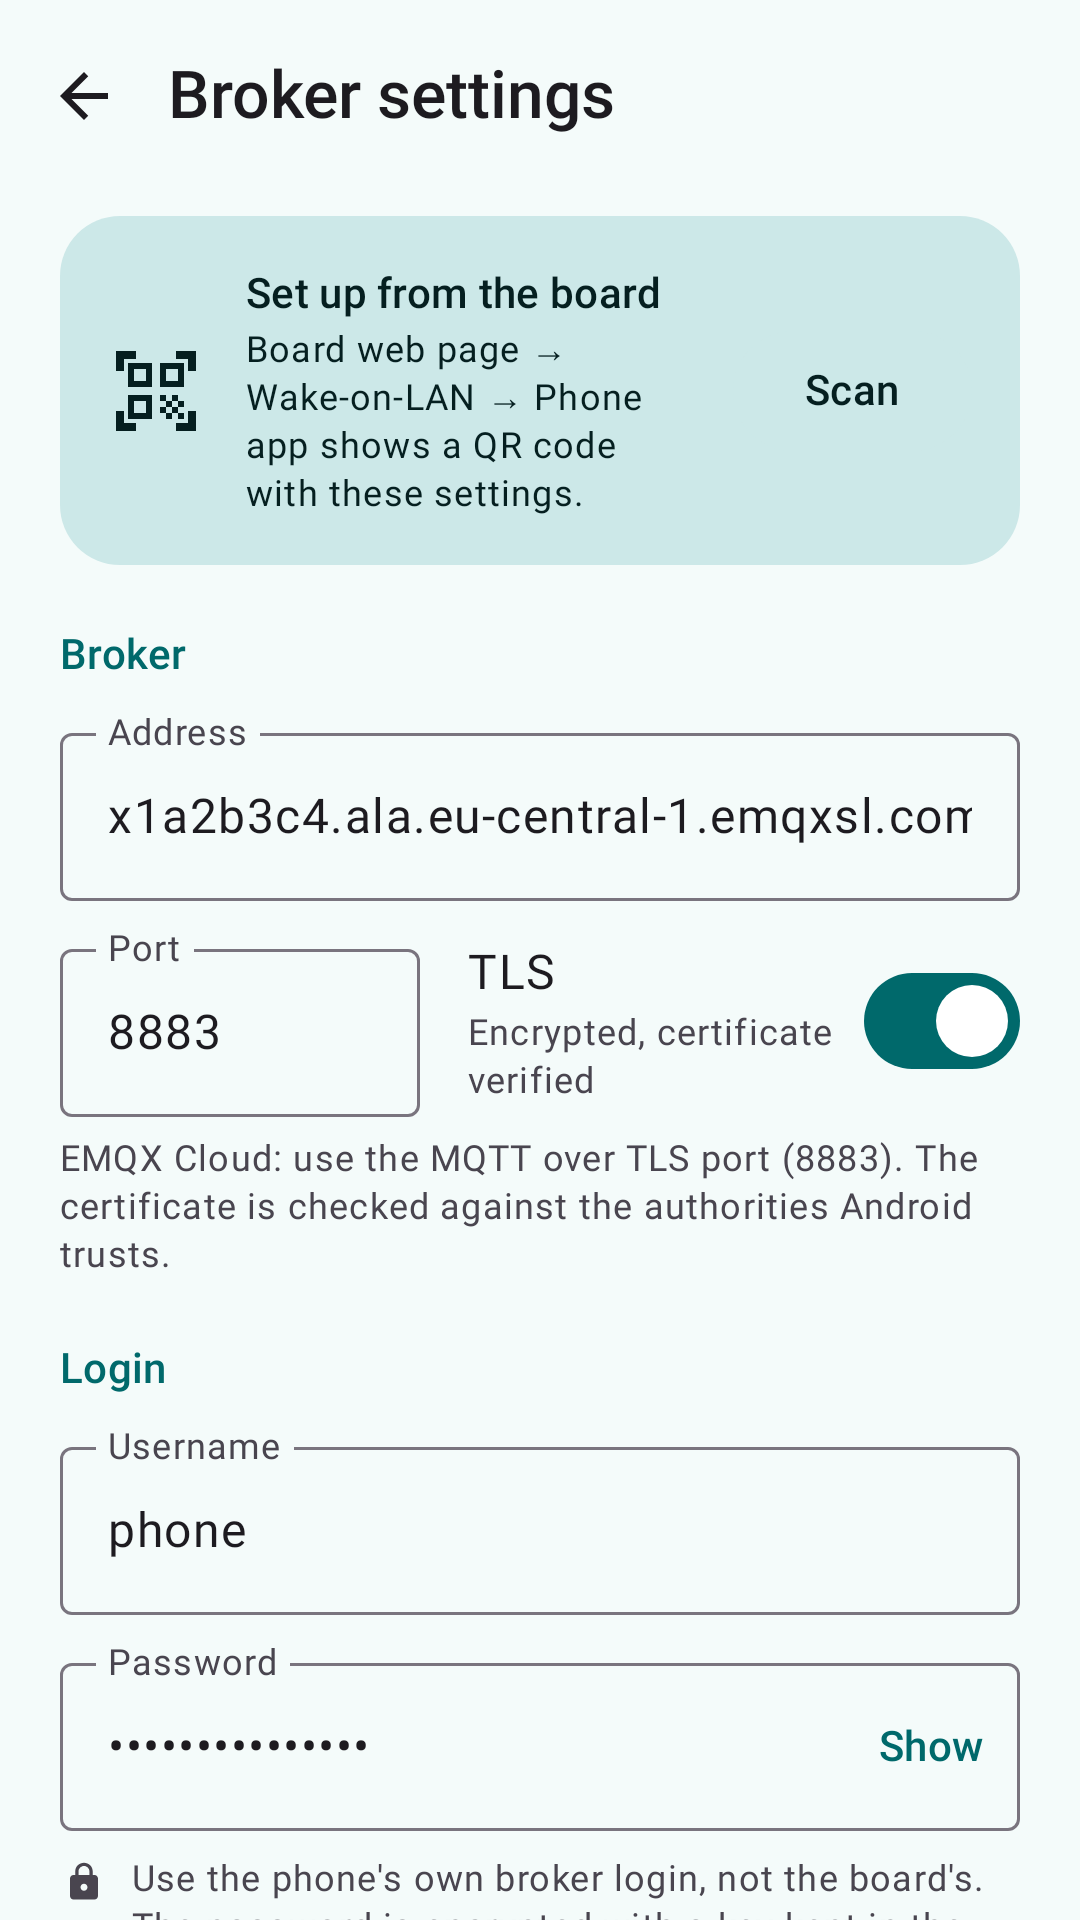 Broker settings
Set up from the board
Board web page →
Wake-on-LAN → Phone
app shows a QR code
with these settings.
Scan
Broker
Address
x1a2b3c4.ala.eu-central-1.emqxsl.com
Port
8883
TLS
Encrypted, certificate
verified
EMQX Cloud: use the MQTT over TLS port (8883). The
certificate is checked against the authorities Android
trusts.
Login
Username
phone
Password
•••••••••••••••
Show
Use the phone's own broker login, not the board's.